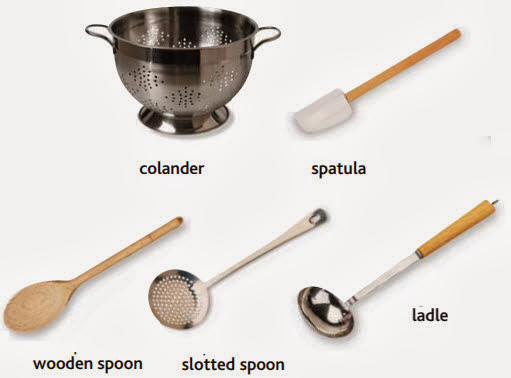 colander
spatula
ladle
wooden spoon
slotted spoon